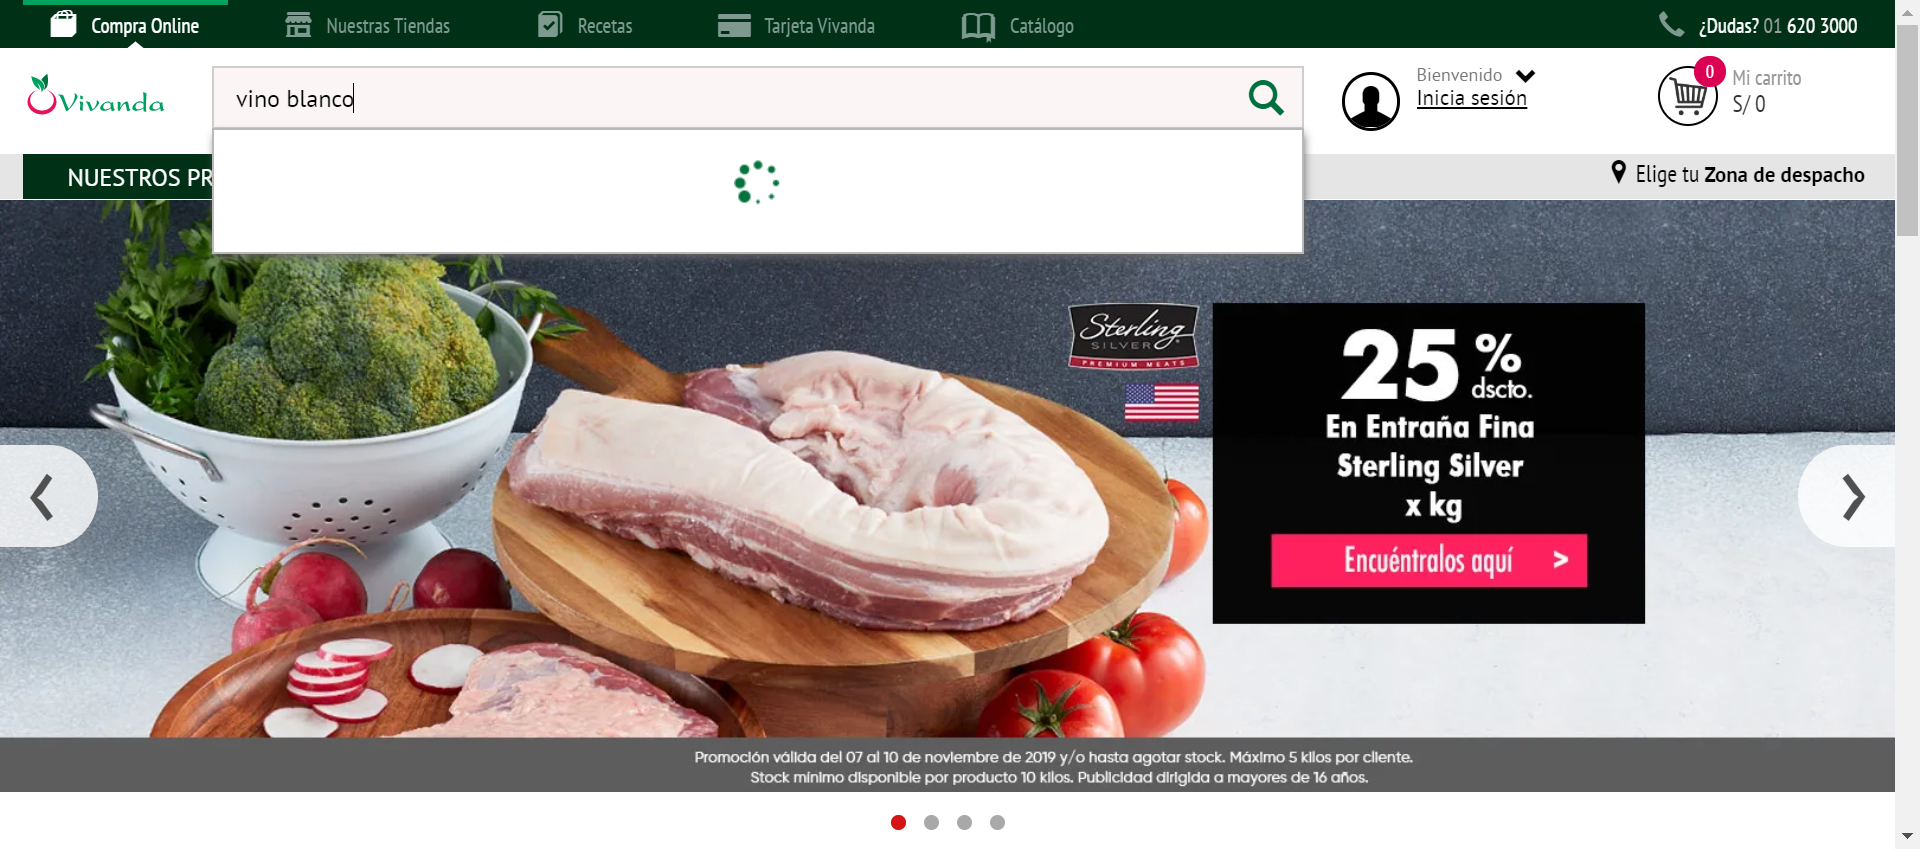 Compra Online
Nuestras Tiendas
Recetas
Tarjeta Vivanda
Catálogo
¿Dudas? 01 620 3000
Vivanda
vino blanco
Bienvenido
Inicia sesión
0
Mi carrito
S/ 0
NUESTROS PR
Elige tu Zona de despacho
Sterling
SILVER
PREMIUM MEATS
25 %
dscto.
En Entraña Fina
Sterling Silver
x kg
Encuéntralos aquí >
Promoción válida del 07 al 10 de noviembre de 2019 y/o hasta agotar stock. Máximo 5 kilos por cliente.
Stock mínimo disponible por producto 10 kilos. Publicidad dirigida a mayores de 16 años.